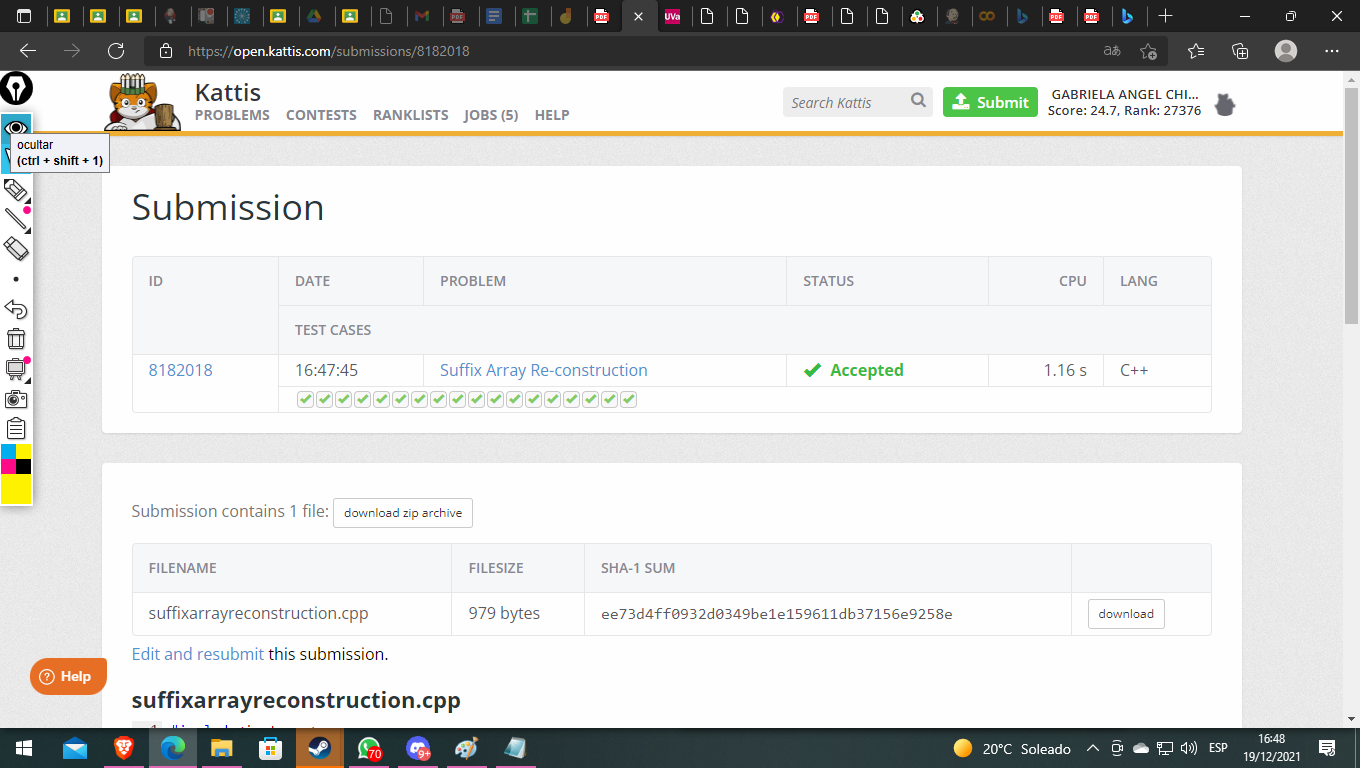 UVa
https://open.kattis.com/submissions/8182018
Kattis
PROBLEMS CONTESTS RANKLISTS JOBS (5) HELP
Search Kattis
Submit
GABRIELA ANGEL CHI...
Score: 24.7, Rank: 27376
ocultar
(ctrl + shift + 1)
Submission
ID DATE PROBLEM STATUS CPU LANG
TEST CASES
8182018 16:47:45 Suffix Array Re-construction Accepted 1.16 s C++
Submission contains 1 file: download zip archive
FILENAME FILESIZE SHA-1 SUM
suffixarrayreconstruction.cpp 979 bytes ee73d4ff0932d0349be1e159611db37156e9258e download
Edit and resubmit this submission.
Help
suffixarrayreconstruction.cpp
70
9+
20°C Soleado
ESP
16:48
19/12/2021